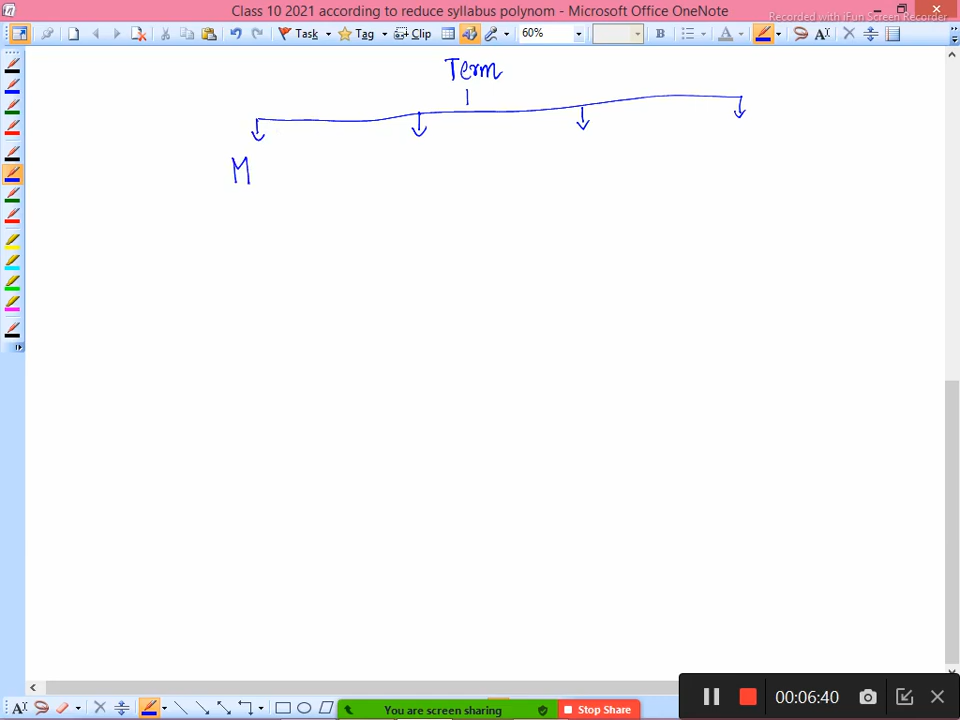 Class 10 2021 according to reduce syllabus polynom - Microsoft Office OneNote
Recorded with iFun Screen Recorder
Task Tag Clip 60% B A A
Term
M
A You are screen sharing Stop Share 00:06:40